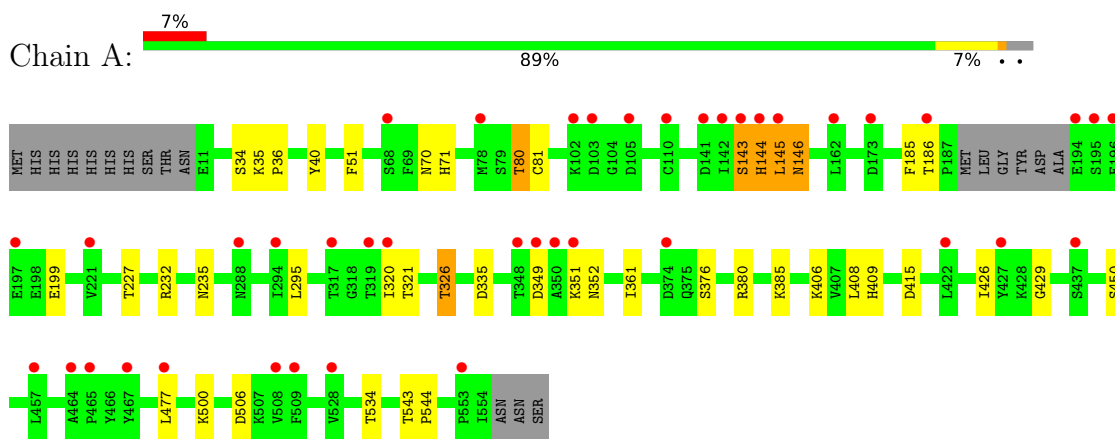 7%
Chain A:
89% 7% • •
MET HIS HIS HIS HIS HIS HIS SER THR ASN E11 S34 K35 P36 Y40 F51 S68 F69 N70 H71 M78 S79 T80 C81 K102 D103 G104 D105 C110 D141 I142 S143 H144 L145 N146 L162 D173 F185 T186 P187 MET LEU GLY TYR ASP ALA E194 S195 E196
E197 E198 E199 V221 T227 R232 N235 N288 I294 L295 T317 G318 T319 I320 T321 T326 D335 T348 D349 A350 K351 N352 I361 D374 Q375 S376 R380 K385 K406 V407 L408 H409 D415 L422 I426 Y427 K428 G429 S437 S450
L457 A464 P465 Y466 Y467 L477 K500 D506 K507 V508 F509 V528 T534 T543 P544 P553 I554 ASN ASN SER